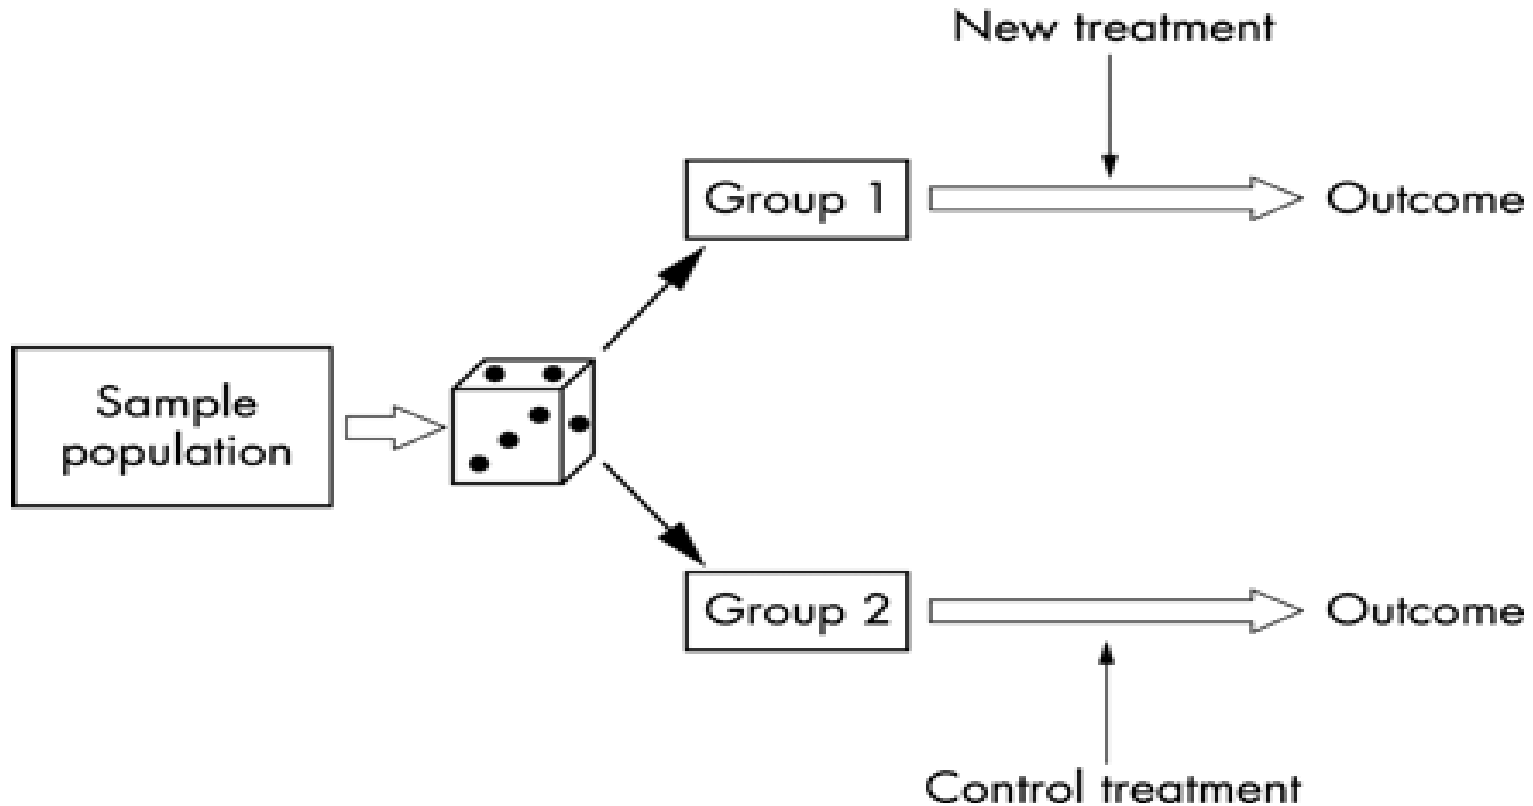 New treatment
Group 1
Outcome
Sample
population
Group 2
Outcome
Control treatment